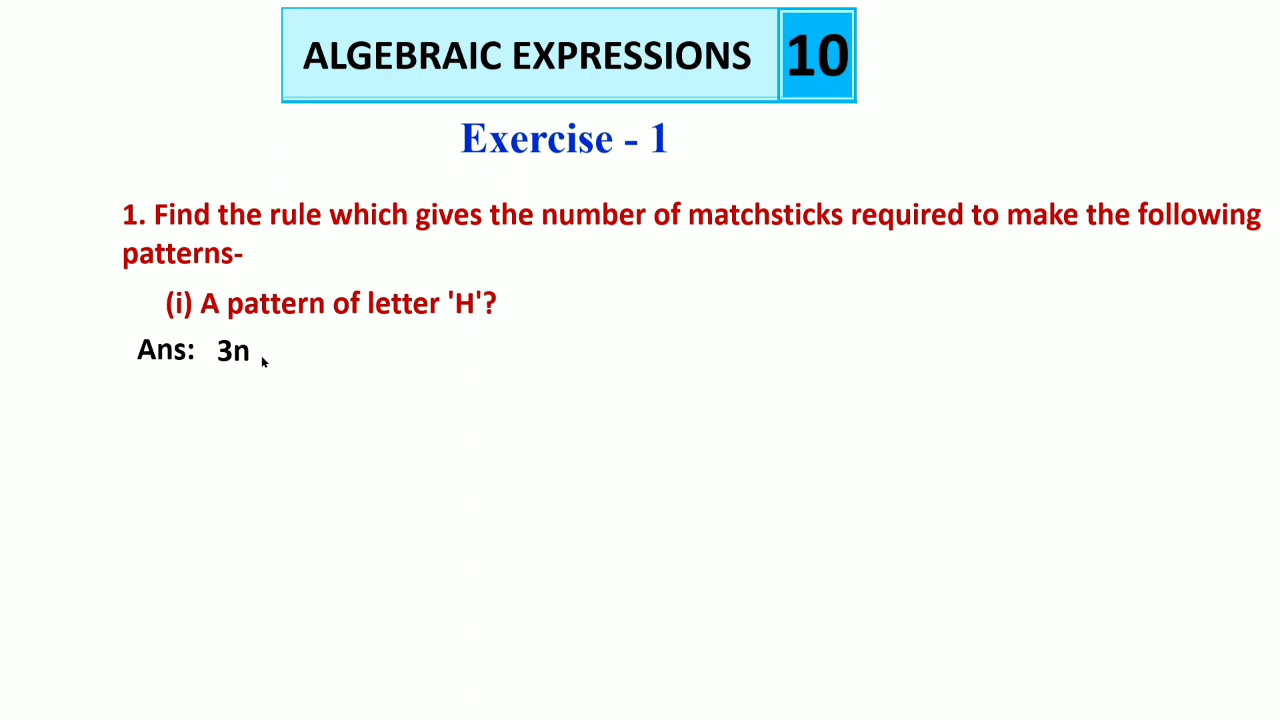 ALGEBRAIC EXPRESSIONS 10
Exercise - 1
1. Find the rule which gives the number of matchsticks required to make the following
patterns-
(i) A pattern of letter 'H'?
Ans: 3n